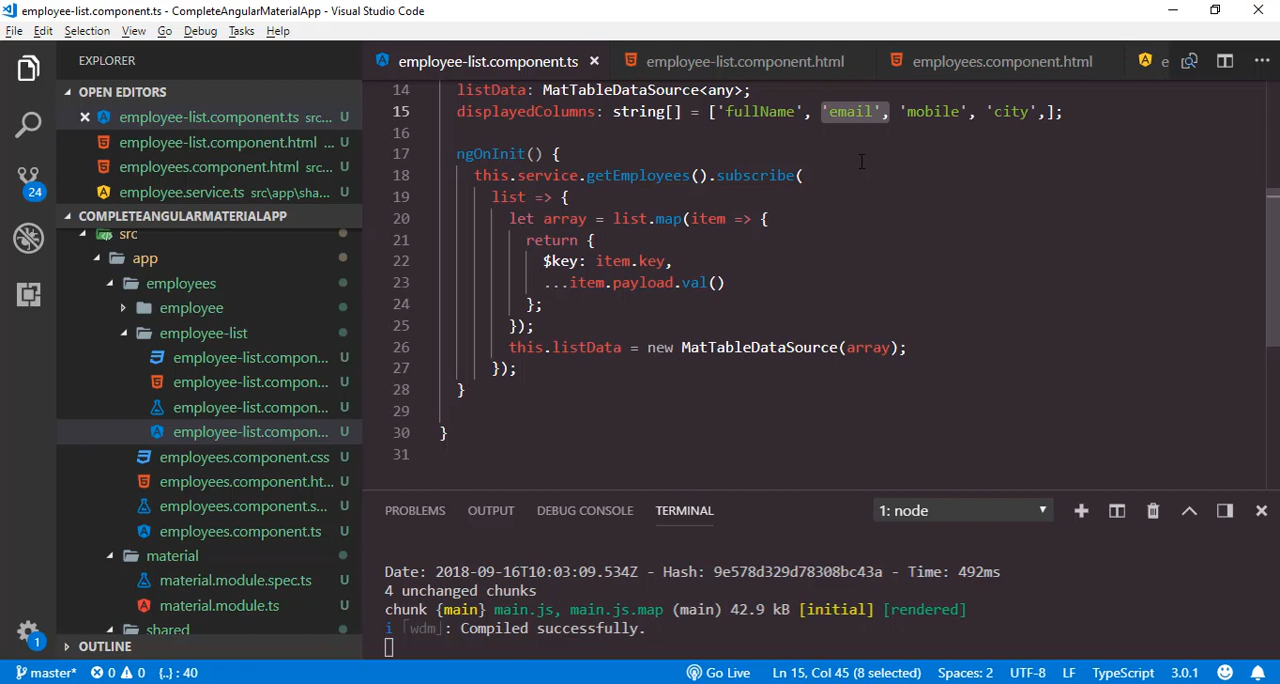 employee-list.component.ts - CompleteAngularMaterialApp - Visual Studio Code
File Edit Selection View Go Debug Tasks Help
EXPLORER
employee-list.component.ts employee-list.component.html employees.component.html e
OPEN EDITORS
employee-list.component.ts src...
employee-list.component.html ...
employees.component.html sr...
employee.service.ts src\app\sha...
24
COMPLETEANGULARMATERIALAPP
src
app
employees
employee
employee-list
employee-list.compon... U
employee-list.compon... U
employee-list.compon... U
employee-list.compon... U
employees.component.css U
employees.component.ht... U
employees.component.s... U
employees.component.ts U
material
material.module.spec.ts U
material.module.ts U
shared
1
OUTLINE
14 listData: MatTableDataSource<any>;
15 displayedColumns: string[] = ['fullName', 'email', 'mobile', 'city',];
16
17 ngOnInit() {
18 this.service.getEmployees().subscribe(
19 list => {
20 let array = list.map(item => {
21 return {
22 $key: item.key,
23 ...item.payload.val()
24 };
25 });
26 this.listData = new MatTableDataSource(array);
27 });
28 }
29
30 }
31
PROBLEMS OUTPUT DEBUG CONSOLE TERMINAL 1: node
Date: 2018-09-16T10:03:09.534Z - Hash: 9e578d329d78308bc43a - Time: 492ms
4 unchanged chunks
chunk {main} main.js, main.js.map (main) 42.9 kB [initial] [rendered]
i ｢wdm｣: Compiled successfully.
master* 0 0 {..} : 40 Go Live Ln 15, Col 45 (8 selected) Spaces: 2 UTF-8 LF TypeScript 3.0.1